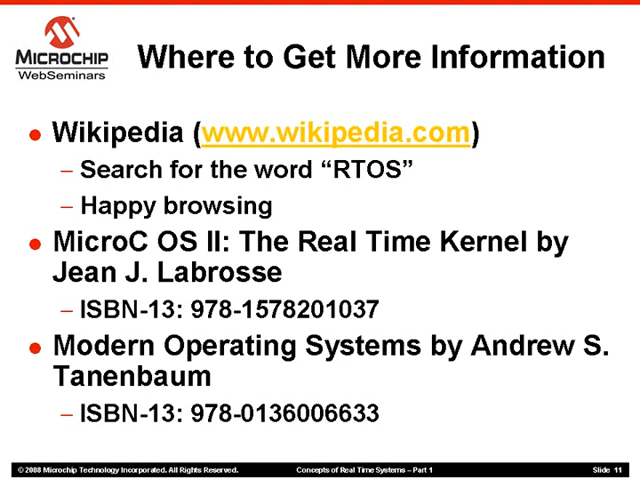 MICROCHIP
WebSeminars
Where to Get More Information
● Wikipedia (www.wikipedia.com)
– Search for the word “RTOS”
– Happy browsing
● MicroC OS II: The Real Time Kernel by
Jean J. Labrosse
– ISBN-13: 978-1578201037
● Modern Operating Systems by Andrew S.
Tanenbaum
– ISBN-13: 978-0136006633
© 2008 Microchip Technology Incorporated. All Rights Reserved. Concepts of Real Time Systems – Part 1 Slide 11